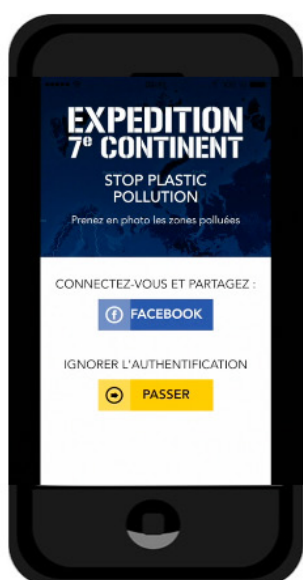 EXPEDITION
7e CONTINENT
STOP PLASTIC
POLLUTION
Prenez en photo les zones polluées
CONNECTEZ-VOUS ET PARTAGEZ :
f FACEBOOK
IGNORER L'AUTHENTIFICATION
PASSER